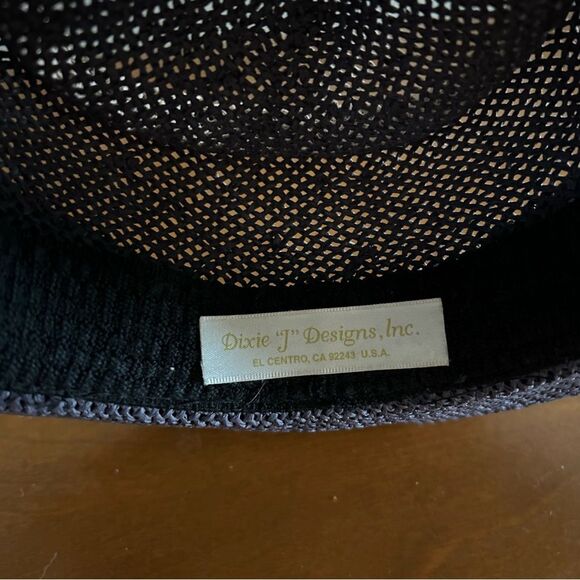 Dixie "J" Designs, Inc.
EL CENTRO, CA 92243 U.S.A.